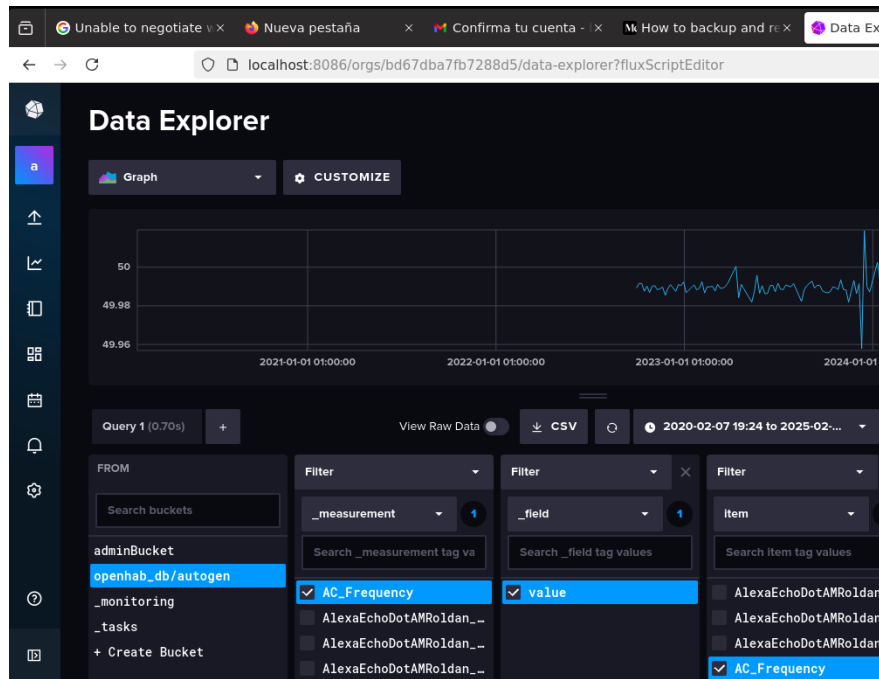 Unable to negotiate v
Nueva pestaña
Confirma tu cuenta -
How to backup and re
Data Ex
localhost:8086/orgs/bd67dba7fb7288d5/data-explorer?fluxScriptEditor
Data Explorer
a
Graph
CUSTOMIZE
50
49.98
49.96
2021-01-01 01:00:00
2022-01-01 01:00:00
2023-01-01 01:00:00
2024-01-01
Query 1 (0.70s)
+
View Raw Data
CSV
2020-02-07 19:24 to 2025-02-...
FROM
Search buckets
adminBucket
openhab_db/autogen
_monitoring
_tasks
+ Create Bucket
Filter
_measurement
1
Search _measurement tag va
AC_Frequency
AlexaEchoDotAMRoldan_…
AlexaEchoDotAMRoldan_…
AlexaEchoDotAMRoldan_…
Filter
_field
1
Search _field tag values
value
Filter
item
Search item tag values
AlexaEchoDotAMRoldan
AlexaEchoDotAMRoldan
AlexaEchoDotAMRoldan
AC_Frequency